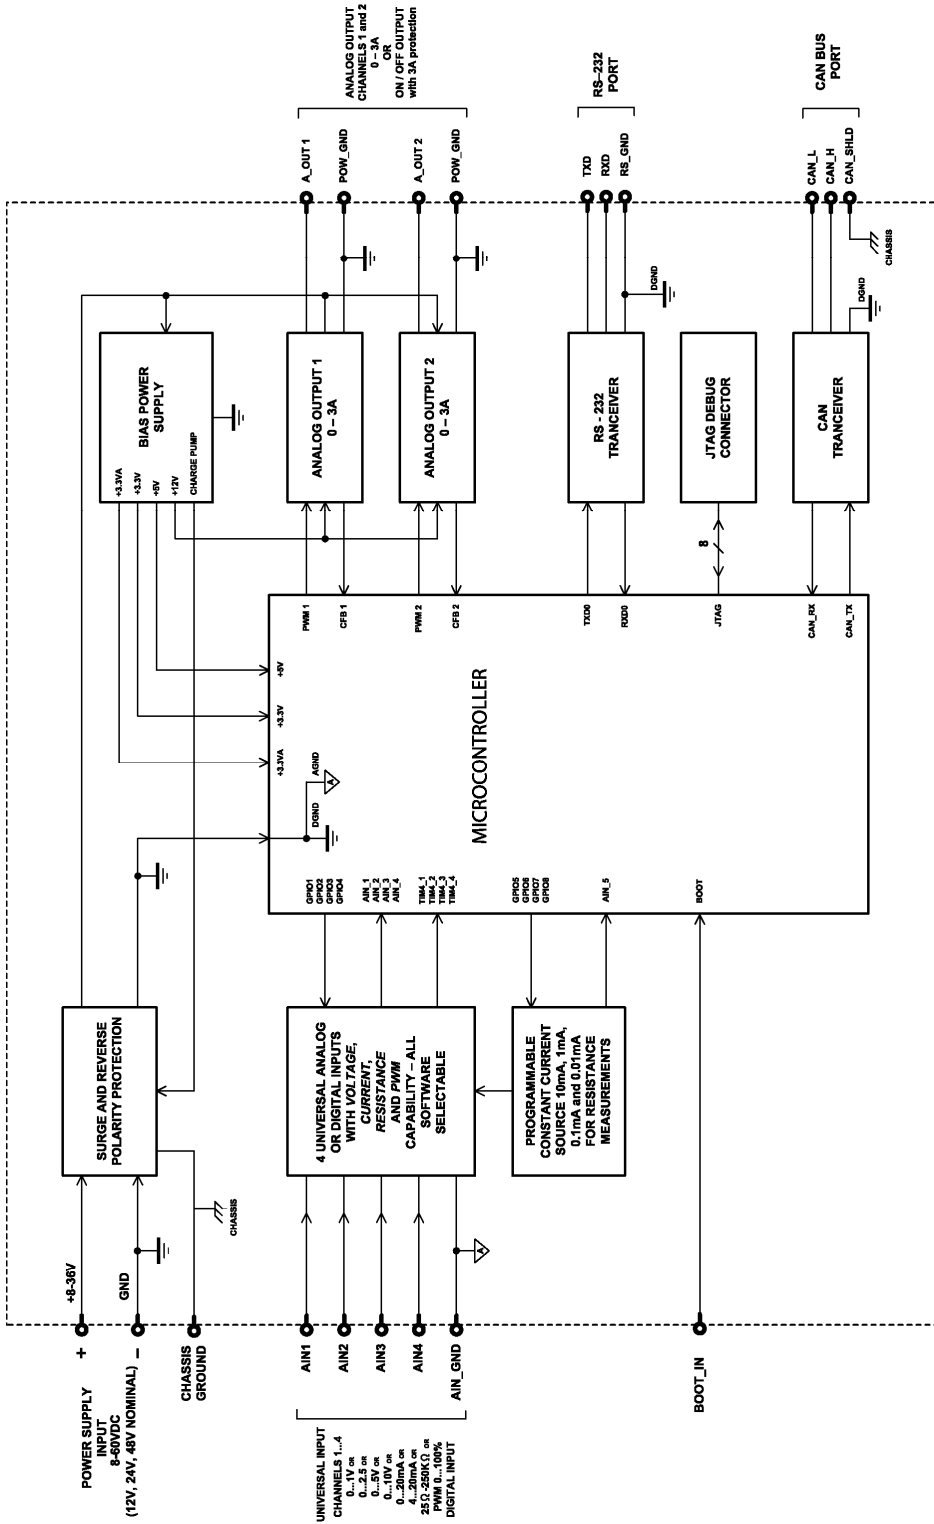 POWER SUPPLY
INPUT
8-60VDC
(12V, 24V, 48V NOMINAL)
+
–
+8-36V
GND
CHASSIS
GROUND
CHASSIS
SURGE AND REVERSE
POLARITY PROTECTION
BIAS POWER
SUPPLY
+3.3VA
+3.3V
+5V
+12V
CHARGE PUMP
UNIVERSAL INPUT
CHANNELS 1...4
0...1V OR
0...2.5 OR
0...5V OR
0...10V OR
0...20mA OR
4...20mA OR
25Ω-250KΩ OR
PWM 0...100%
DIGITAL INPUT
AIN1
AIN2
AIN3
AIN4
AIN_GND
A
4 UNIVERSAL ANALOG
OR DIGITAL INPUTS
WITH VOLTAGE,
CURRENT,
RESISTANCE
AND PWM
CAPABILITY – ALL
SOFTWARE
SELECTABLE
PROGRAMMABLE
CONSTANT CURRENT
SOURCE 10mA, 1mA,
0.1mA and 0.01mA
FOR RESISTANCE
MEASUREMENTS
BOOT_IN
MICROCONTROLLER
GPIO1
GPIO2
GPIO3
GPIO4
AIN_1
AIN_2
AIN_3
AIN_4
TIM4_1
TIM4_2
TIM4_3
TIM4_4
GPIO5
GPIO6
GPIO7
GPIO8
AIN_5
BOOT
DGND
AGND
A
+3.3VA
+3.3V
+5V
PWM 1
CFB 1
PWM 2
CFB 2
TXD0
RXD0
JTAG
CAN_RX
CAN_TX
8
ANALOG OUTPUT 1
0 – 3A
ANALOG OUTPUT 2
0 – 3A
RS - 232
TRANCEIVER
JTAG DEBUG
CONNECTOR
CAN
TRANCEIVER
DGND
DGND
CHASSIS
A_OUT 1
POW_GND
A_OUT 2
POW_GND
TXD
RXD
RS_GND
CAN_L
CAN_H
CAN_SHLD
ANALOG OUTPUT
CHANNELS 1 and 2
0 – 3A
OR
ON / OFF OUTPUT
with 3A protection
RS–232
PORT
CAN BUS
PORT